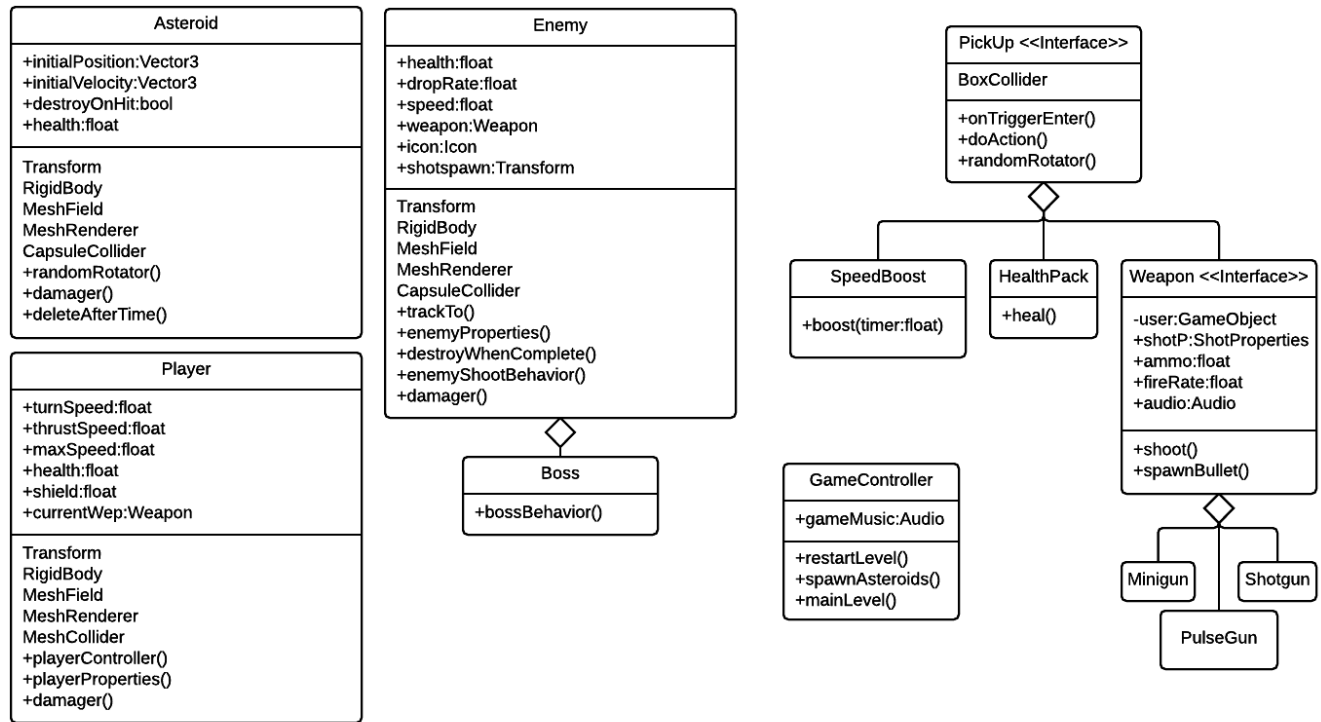 Asteroid
+initialPosition:Vector3
+initialVelocity:Vector3
+destroyOnHit:bool
+health:float
Transform
RigidBody
MeshField
MeshRenderer
CapsuleCollider
+randomRotator()
+damager()
+deleteAfterTime()
Player
+turnSpeed:float
+thrustSpeed:float
+maxSpeed:float
+health:float
+shield:float
+currentWep:Weapon
Transform
RigidBody
MeshField
MeshRenderer
MeshCollider
+playerController()
+playerProperties()
+damager()
Enemy
+health:float
+dropRate:float
+speed:float
+weapon:Weapon
+icon:Icon
+shotspawn:Transform
Transform
RigidBody
MeshField
MeshRenderer
CapsuleCollider
+trackTo()
+enemyProperties()
+destroyWhenComplete()
+enemyShootBehavior()
+damager()
Boss
+bossBehavior()
PickUp <<Interface>>
BoxCollider
+onTriggerEnter()
+doAction()
+randomRotator()
SpeedBoost
+boost(timer:float)
HealthPack
+heal()
Weapon <<Interface>>
-user:GameObject
+shotP:ShotProperties
+ammo:float
+fireRate:float
+audio:Audio
+shoot()
+spawnBullet()
GameController
+gameMusic:Audio
+restartLevel()
+spawnAsteroids()
+mainLevel()
Minigun
Shotgun
PulseGun